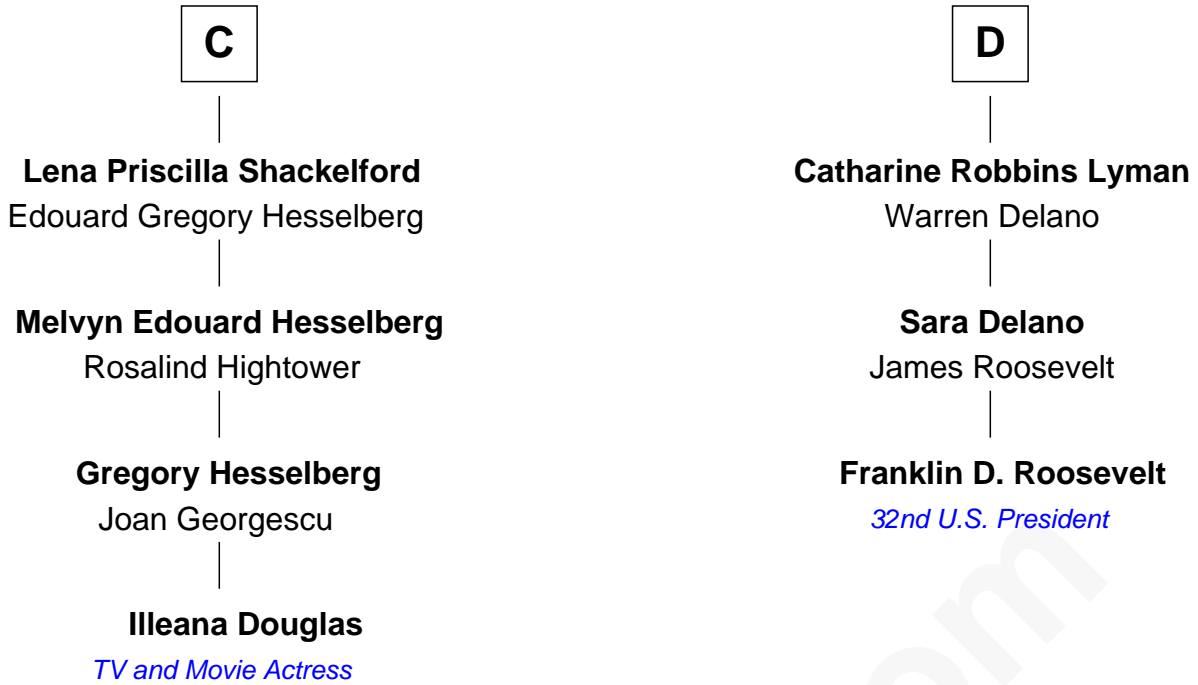 C
Lena Priscilla Shackelford
Edouard Gregory Hesselberg
Melvyn Edouard Hesselberg
Rosalind Hightower
Gregory Hesselberg
Joan Georgescu
Illeana Douglas
TV and Movie Actress
D
Catharine Robbins Lyman
Warren Delano
Sara Delano
James Roosevelt
Franklin D. Roosevelt
32nd U.S. President
om